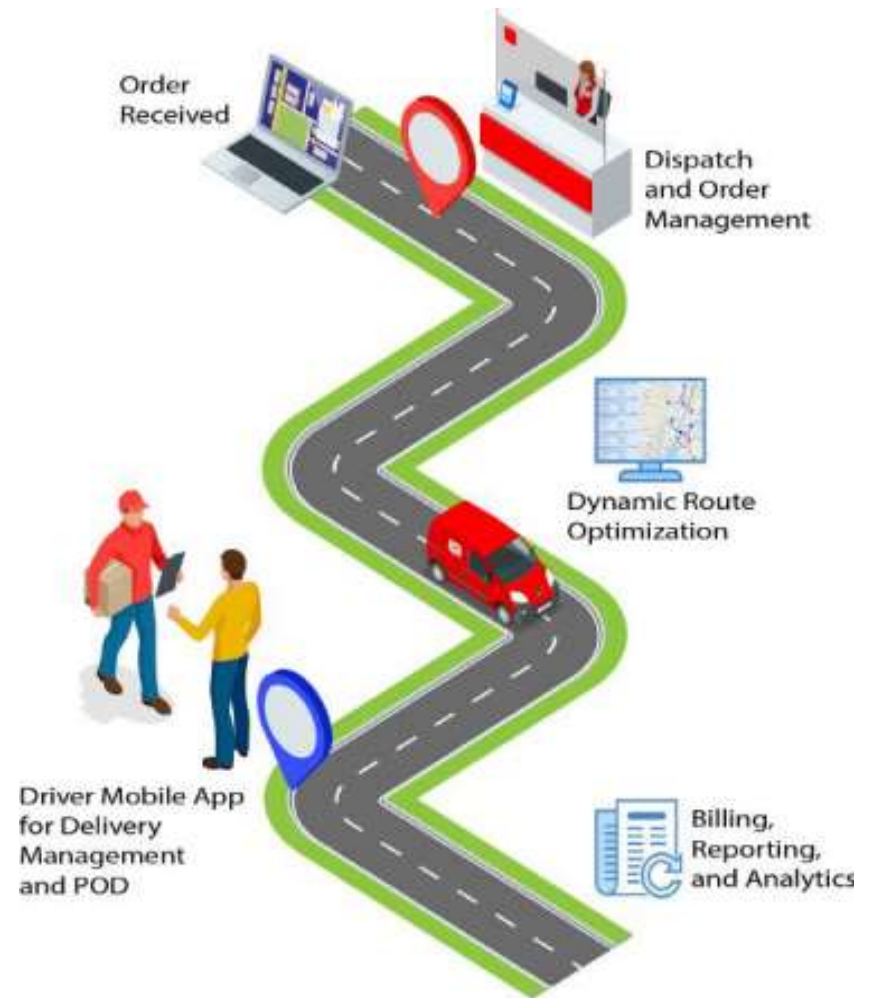 Order
Received
Dispatch
and Order
Management
Dynamic Route
Optimization
Driver Mobile App
for Delivery
Management
and POD
Billing,
Reporting,
and Analytics